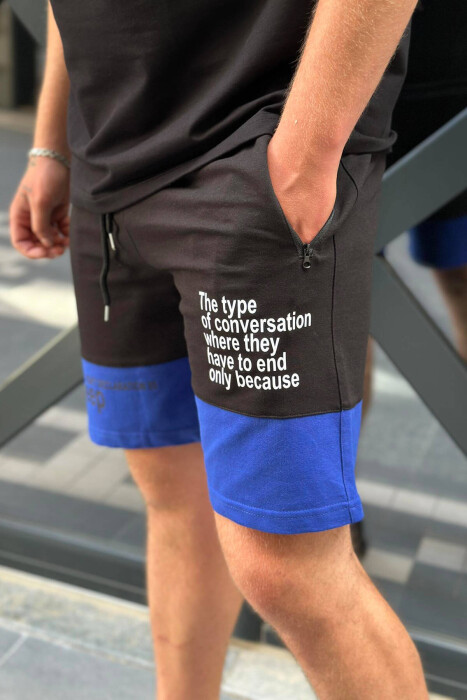 The type
of conversation
where they
have to end
only because